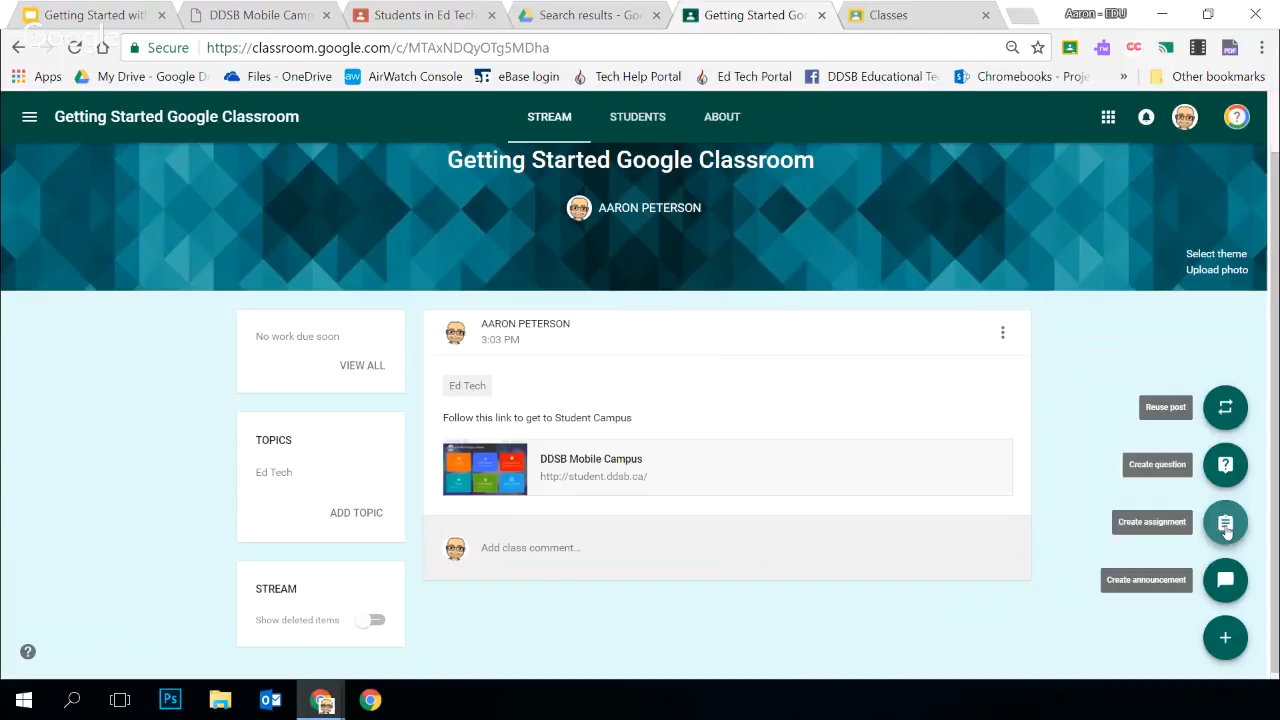 Getting Started with
DDSB Mobile Camp
Students in Ed Tech
Search results - Goo
Getting Started Goo
Classes
Aaron - EDU
Google
Secure
https://classroom.google.com/c/MTAxNDQyOTg5MDha
Apps
My Drive - Google D
Files - OneDrive
AirWatch Console
eBase login
Tech Help Portal
Ed Tech Portal
DDSB Educational Te
Chromebooks - Proje
Other bookmarks
Getting Started Google Classroom
STREAM
STUDENTS
ABOUT
Getting Started Google Classroom
AARON PETERSON
Select theme
Upload photo
No work due soon
VIEW ALL
TOPICS
Ed Tech
ADD TOPIC
STREAM
Show deleted items
AARON PETERSON
3:03 PM
Ed Tech
Follow this link to get to Student Campus
DDSB Mobile Campus
http://student.ddsb.ca/
Add class comment...
Reuse post
Create question
Create assignment
Create announcement